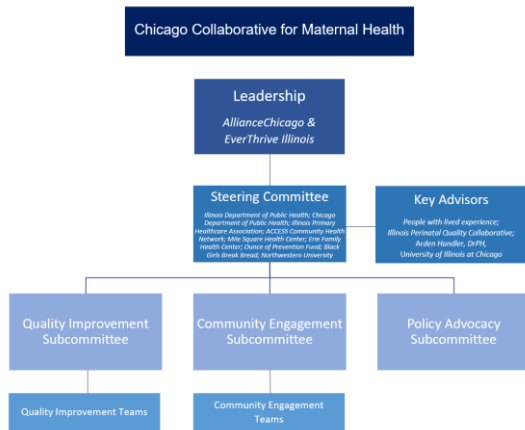 Chicago Collaborative for Maternal Health
Leadership
AllianceChicago &
EverThrive Illinois
Steering Committee
Illinois Department of Public Health; Chicago
Department of Public Health; Illinois Primary
Healthcare Association; ACCESS Community Health
Network; Mile Square Health Center; Erie Family
Health Center; Ounce of Prevention Fund; Black
Girls Break Bread; Northwestern University
Key Advisors
People with lived experience;
Illinois Perinatal Quality Collaborative;
Arden Handler, DrPH,
University of Illinois at Chicago
Quality Improvement
Subcommittee
Community Engagement
Subcommittee
Policy Advocacy
Subcommittee
Quality Improvement Teams
Community Engagement
Teams